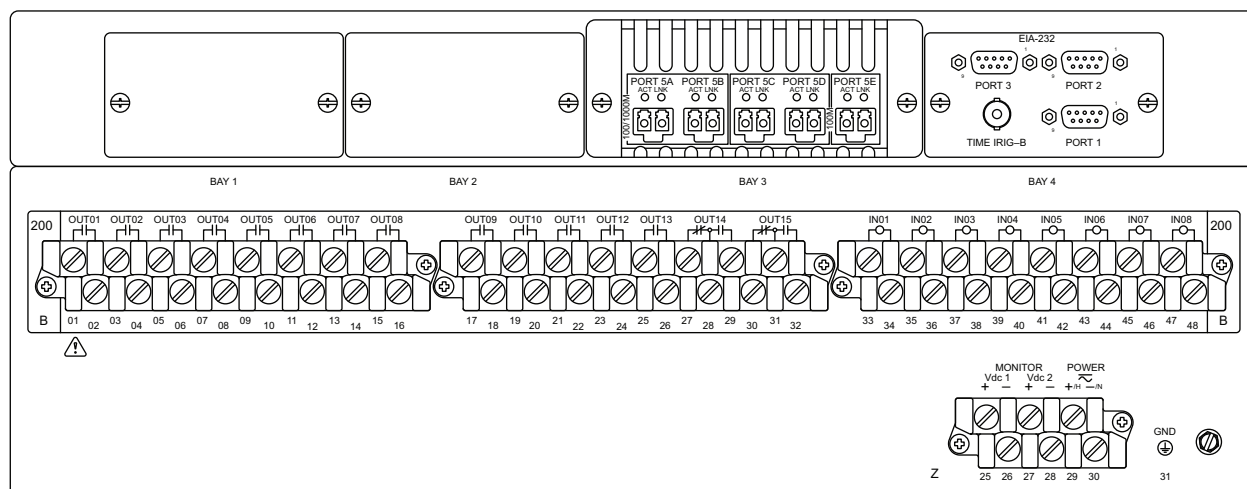 EIA-232
PORT 5A PORT 5B PORT 5C PORT 5D PORT 5E
ACT LNK ACT LNK ACT LNK ACT LNK ACT LNK
100/1000M
100M
1 1
9 9
PORT 3 PORT 2
1
9
TIME IRIG–B PORT 1
BAY 1 BAY 2 BAY 3 BAY 4
200 OUT01 OUT02 OUT03 OUT04 OUT05 OUT06 OUT07 OUT08 OUT09 OUT10 OUT11 OUT12 OUT13 OUT14 OUT15 IN01 IN02 IN03 IN04 IN05 IN06 IN07 IN08 200
B 01 02 03 04 05 06 07 08 09 10 11 12 13 14 15 16 17 18 19 20 21 22 23 24 25 26 27 28 29 30 31 32 33 34 35 36 37 38 39 40 41 42 43 44 45 46 47 48 B
MONITOR POWER
Vdc 1 Vdc 2
+ – + – +/H –/N
GND
Z 25 26 27 28 29 30 31